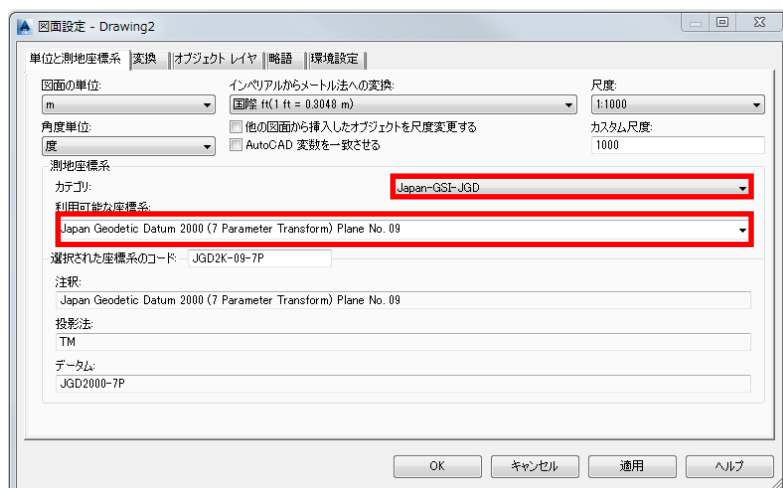 図面設定 - Drawing2
単位と測地座標系 変換 オブジェクト レイヤ 略語 環境設定
図面の単位: インペリアルからメートル法への変換: 尺度:
m 国際 ft(1 ft = 0.3048 m) 1:1000
角度単位: 他の図面から挿入したオブジェクトを尺度変更する カスタム尺度:
度 AutoCAD 変数を一致させる 1000
測地座標系
カテゴリ: Japan-GSI-JGD
利用可能な座標系:
Japan Geodetic Datum 2000 (7 Parameter Transform) Plane No. 09
選択された座標系のコード: JGD2K-09-7P
注釈:
Japan Geodetic Datum 2000 (7 Parameter Transform) Plane No. 09
投影法:
TM
データム:
JGD2000-7P
OK キャンセル 適用 ヘルプ